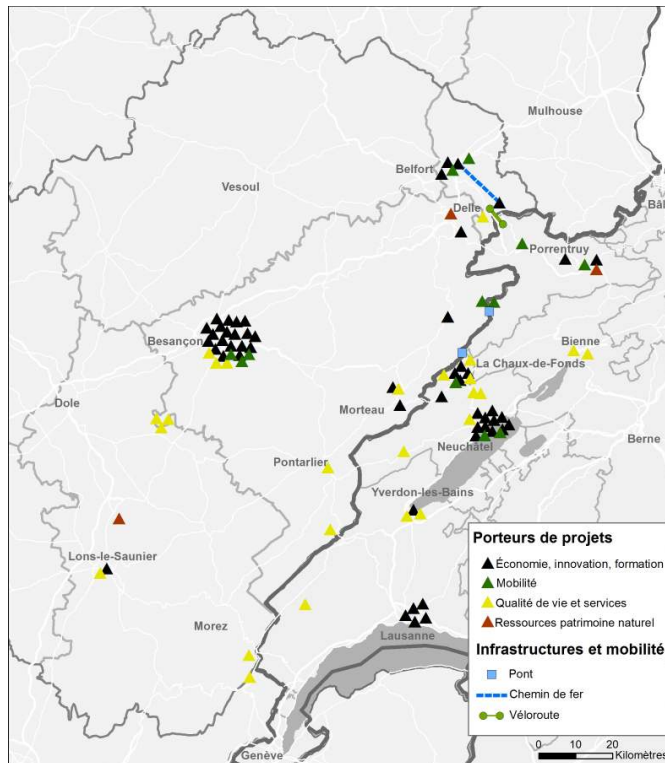 Mulhouse
Belfort
Vesoul
Delle
Bâl
Porrentruy
Besançon
Bienne
La Chaux-de-Fonds
Dole
Morteau
Berne
Neuchâtel
Pontarlier
Yverdon-les-Bains
Lons-le-Saunier
Lausanne
Morez
Genève
Porteurs de projets
Économie, innovation, formation
Mobilité
Qualité de vie et services
Ressources patrimoine naturel
Infrastructures et mobilité
Pont
Chemin de fer
Véloroute
0 10 20
Kilomètres